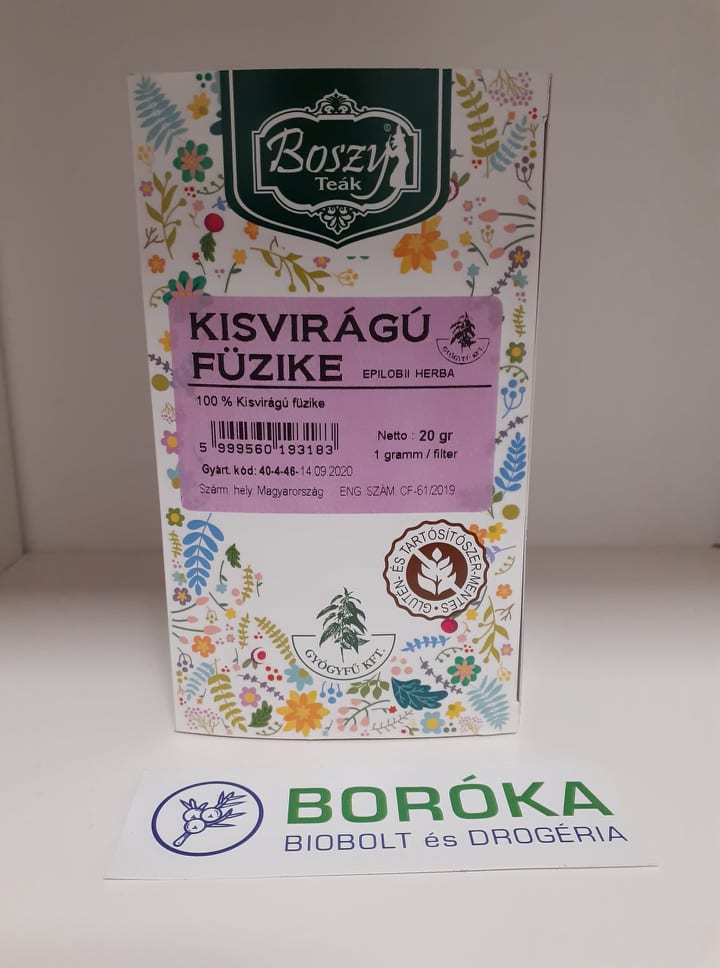 Boszy®
Teák
KISVIRÁGÚ
FÜZIKE EPILOBII HERBA
GYÓGYFŰ KFT.
100 % Kisvirágú füzike
5 999560 193183
Netto : 20 gr
1 gramm / filter
Gyárt. kód: 40-4-46- 14.09.2020
Szárm. hely Magyarország ENG. SZÁM. CF-61/2019
GLUTÉN- ÉS TARTÓSÍTÓSZER-MENTES
GYÓGYFŰ KFT.
BORÓKA
BIOBOLT és DROGÉRIA